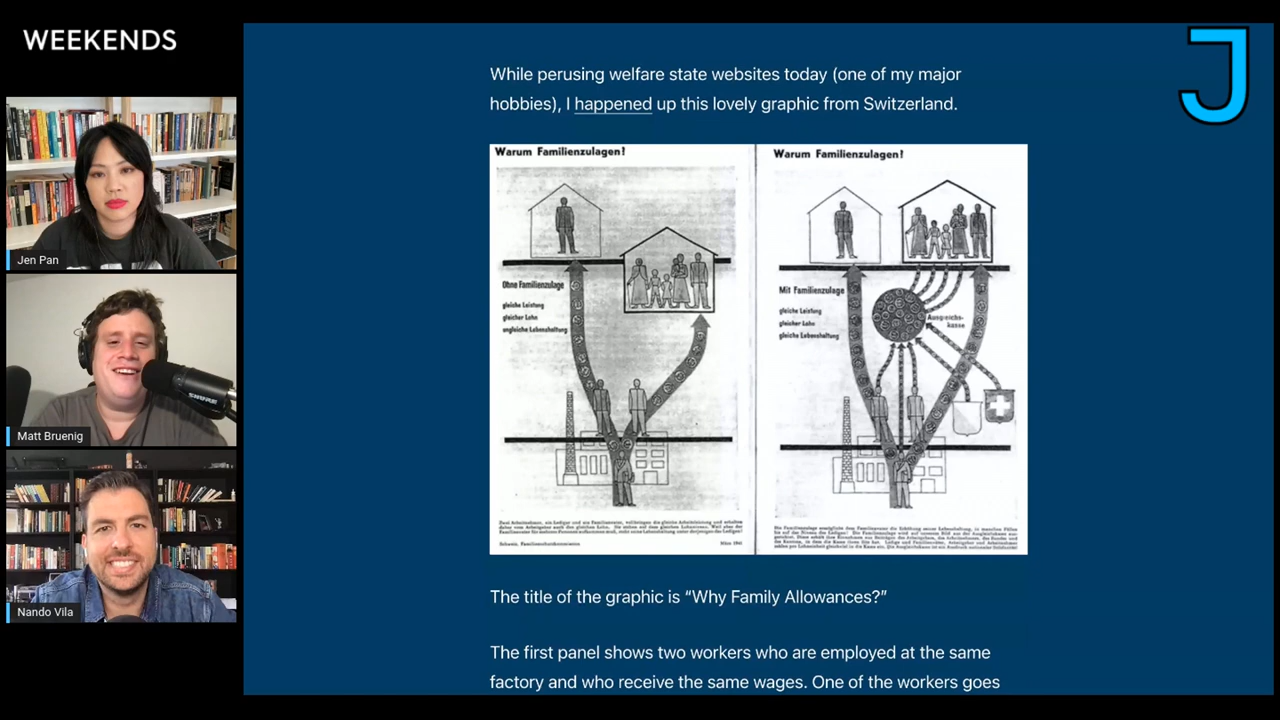 WEEKENDS
J
Jen Pan
Matt Bruenig
SHURE
Nando Vila
While perusing welfare state websites today (one of my major
hobbies), I happened up this lovely graphic from Switzerland.
Warum Familienzulagen!
Ohne Familienzulage
gleiche Leistung
gleicher Lohn
ungleiche Lebenshaltung
Warum Familienzulagen!
Mit Familienzulage
gleiche Leistung
gleicher Lohn
gleiche Lebenshaltung
Ausgleichs-
kasse
The title of the graphic is “Why Family Allowances?”
The first panel shows two workers who are employed at the same
factory and who receive the same wages. One of the workers goes